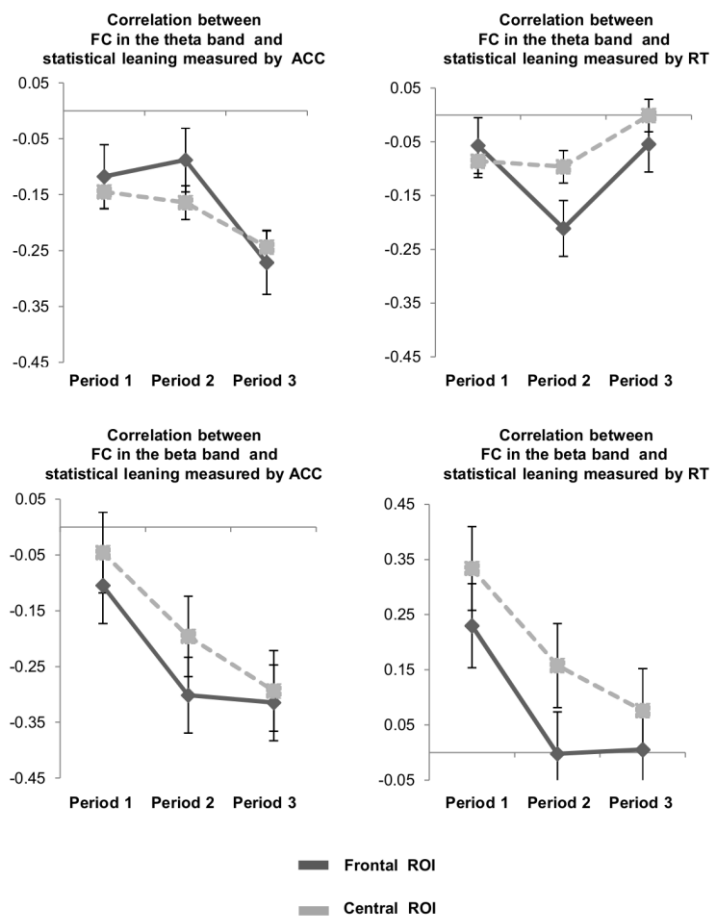 Correlation between
FC in the theta band and
statistical leaning measured by ACC
0.05
-0.05
-0.15
-0.25
-0.35
-0.45
Period 1 Period 2 Period 3
Correlation between
FC in the theta band and
statistical leaning measured by RT
0.05
-0.05
-0.15
-0.25
-0.35
-0.45
Period 1 Period 2 Period 3
Correlation between
FC in the beta band and
statistical leaning measured by ACC
0.05
-0.05
-0.15
-0.25
-0.35
-0.45
Period 1 Period 2 Period 3
Correlation between
FC in the beta band and
statistical leaning measured by RT
0.45
0.35
0.25
0.15
0.05
-0.05
Period 1 Period 2 Period 3
Frontal ROI
Central ROI